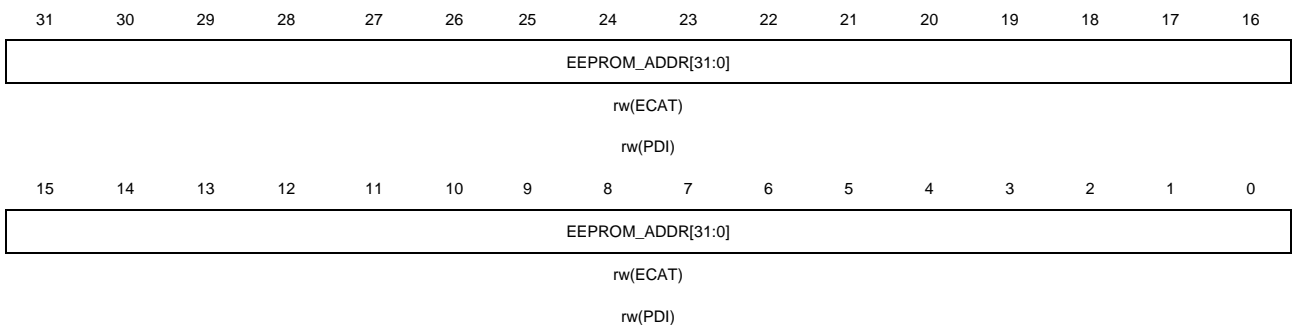 31 30 29 28 27 26 25 24 23 22 21 20 19 18 17 16
EEPROM_ADDR[31:0]
rw(ECAT)
rw(PDI)
15 14 13 12 11 10 9 8 7 6 5 4 3 2 1 0
EEPROM_ADDR[31:0]
rw(ECAT)
rw(PDI)